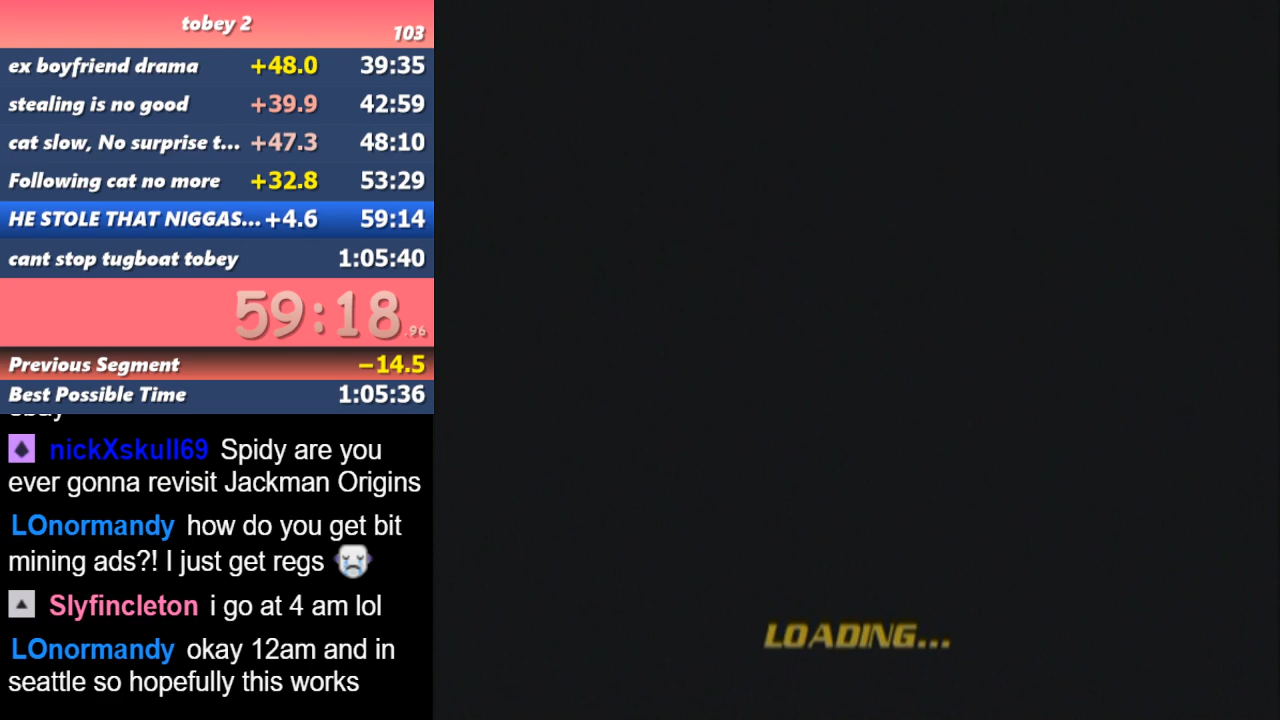 tobey 2
103
ex boyfriend drama +48.0 39:35
stealing is no good +39.9 42:59
cat slow, No surprise t... +47.3 48:10
Following cat no more +32.8 53:29
HE STOLE THAT NIGGAS... +4.6 59:14
cant stop tugboat tobey 1:05:40
59:18.96
Previous Segment −14.5
Best Possible Time 1:05:36
nickXskull69 Spidy are you
ever gonna revisit Jackman Origins
LOnormandy how do you get bit
mining ads?! I just get regs
Slyfincleton i go at 4 am lol
LOnormandy okay 12am and in
seattle so hopefully this works
LOADING...